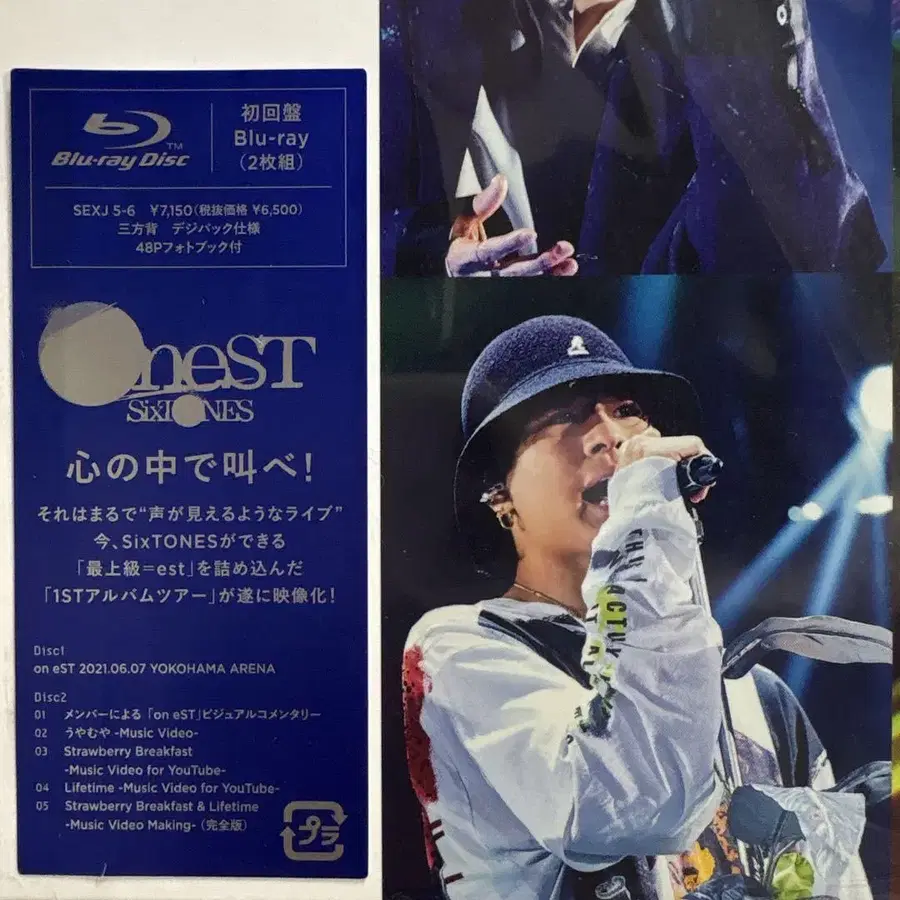 Blu-ray Disc TM
初回盤
Blu-ray
(2枚組)
SEXJ 5-6 ¥7,150(税抜価格 ¥6,500)
三方背 デジパック仕様
48Pフォトブック付
on eST
SixTONES
心の中で叫べ!
それはまるで“声が見えるようなライブ”
今、SixTONESができる
「最上級=est」を詰め込んだ
「1STアルバムツアー」が遂に映像化!
Disc1
on eST 2021.06.07 YOKOHAMA ARENA
Disc2
01 メンバーによる「on eST」ビジュアルコメンタリー
02 うやむや -Music Video-
03 Strawberry Breakfast
-Music Video for YouTube-
04 Lifetime -Music Video for YouTube-
05 Strawberry Breakfast & Lifetime
-Music Video Making- (完全版)
プラ